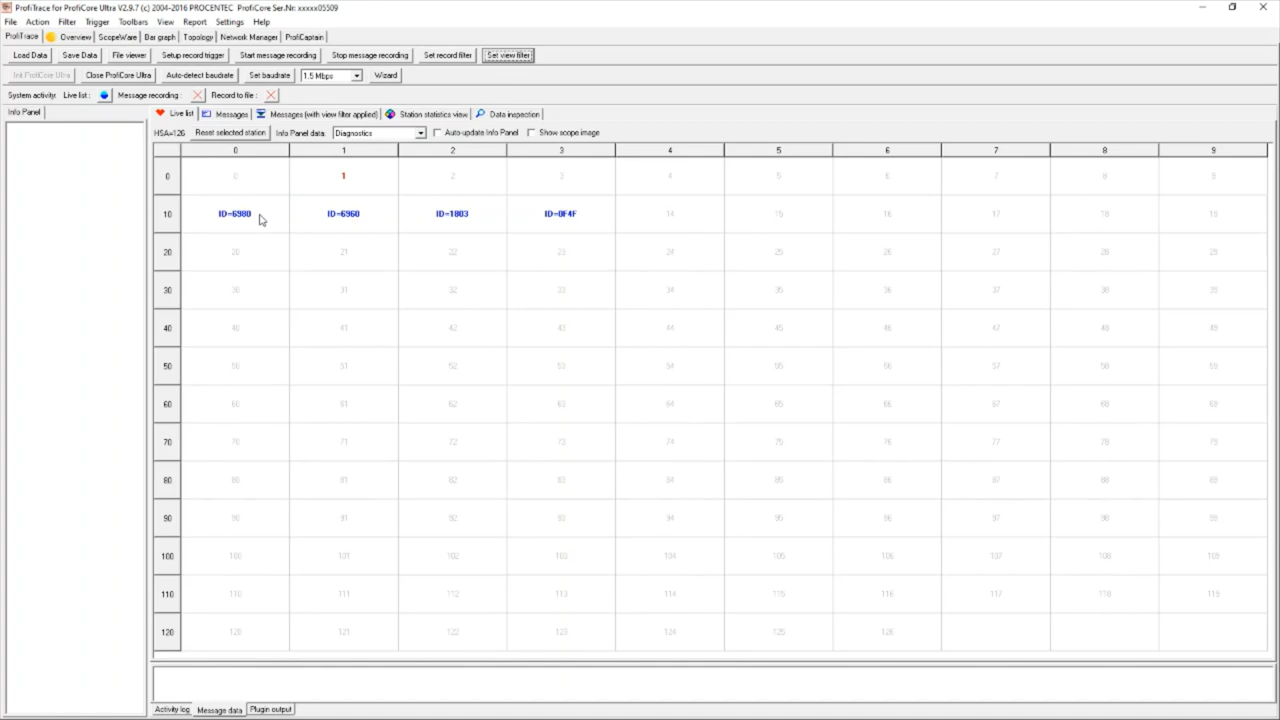 ProfiTrace for ProfiCore Ultra V2.9.7 (c) 2004-2016 PROCENTEC ProfiCore Ser.Nr: xxxxx05509
File Action Filter Trigger Toolbars View Report Settings Help
ProfiTrace Overview ScopeWare Bar graph Topology Network Manager ProfiCaptain
Load Data Save Data File viewer Setup record trigger Start message recording Stop message recording Set record filter Set view filter
Init ProfiCore Ultra Close ProfiCore Ultra Auto-detect baudrate Set baudrate 1.5 Mbps Wizard
System activity: Live list : Message recording : Record to file :
Info Panel Live list Messages Messages (with view filter applied) Station statistics view Data inspection
HSA=126 Reset selected station Info Panel data: Diagnostics Auto-update Info Panel Show scope image
0 1 2 3 4 5 6 7 8 9
0 0 1 2 3 4 5 6 7 8 9
10 ID=6980 ID=6960 ID=1803 ID=0F4F 14 15 16 17 18 19
20 20 21 22 23 24 25 26 27 28 29
30 30 31 32 33 34 35 36 37 38 39
40 40 41 42 43 44 45 46 47 48 49
50 50 51 52 53 54 55 56 57 58 59
60 60 61 62 63 64 65 66 67 68 69
70 70 71 72 73 74 75 76 77 78 79
80 80 81 82 83 84 85 86 87 88 89
90 90 91 92 93 94 95 96 97 98 99
100 100 101 102 103 104 105 106 107 108 109
110 110 111 112 113 114 115 116 117 118 119
120 120 121 122 123 124 125 126
Activity log Message data Plugin output